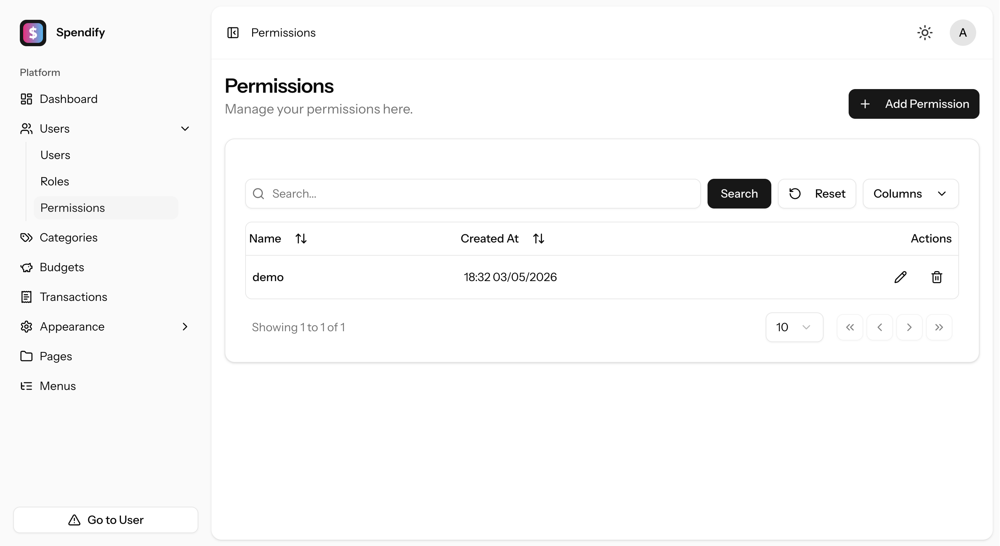 $ Spendify
Platform
Dashboard
Users
Users
Roles
Permissions
Categories
Budgets
Transactions
Appearance
Pages
Menus
Go to User
Permissions
A
Permissions
Manage your permissions here.
Add Permission
Search...
Search
Reset
Columns
Name Created At Actions
demo 18:32 03/05/2026
Showing 1 to 1 of 1
10